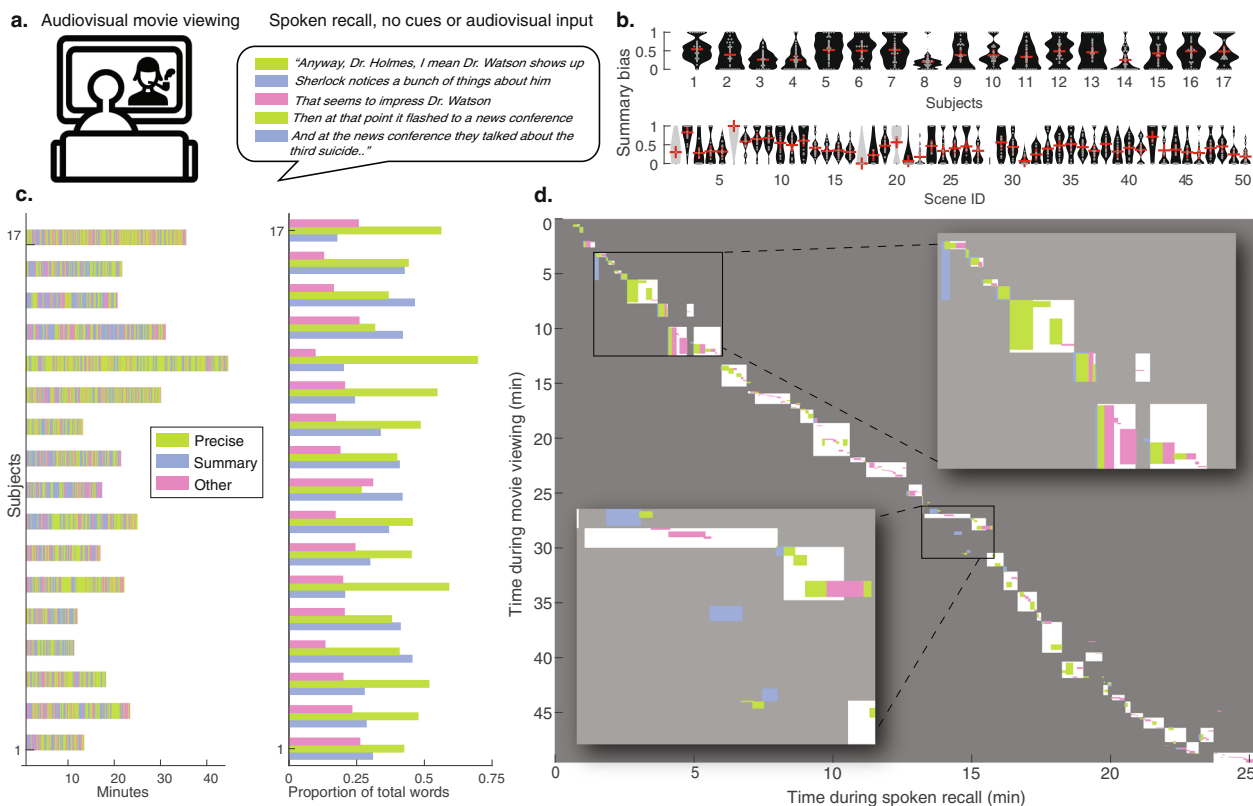 a.
Audiovisual movie viewing
Spoken recall, no cues or audiovisual input
"Anyway, Dr. Holmes, I mean Dr. Watson shows up
Sherlock notices a bunch of things about him
That seems to impress Dr. Watson
Then at that point it flashed to a news conference
And at the news conference they talked about the
third suicide.."
b.
Summary bias
1
0
1 2 3 4 5 6 7 8 9 10 11 12 13 14 15 16 17
Subjects
1
0.5
0
5 10 15 20 25 30 35 40 45 50
Scene ID
c.
Subjects
17
1
10 20 30 40
Minutes
Precise
Summary
Other
17
1
0 0.25 0.5 0.75
Proportion of total words
d.
Time during movie viewing (min)
0
5
10
15
20
25
30
35
40
45
0 5 10 15 20 25
Time during spoken recall (min)